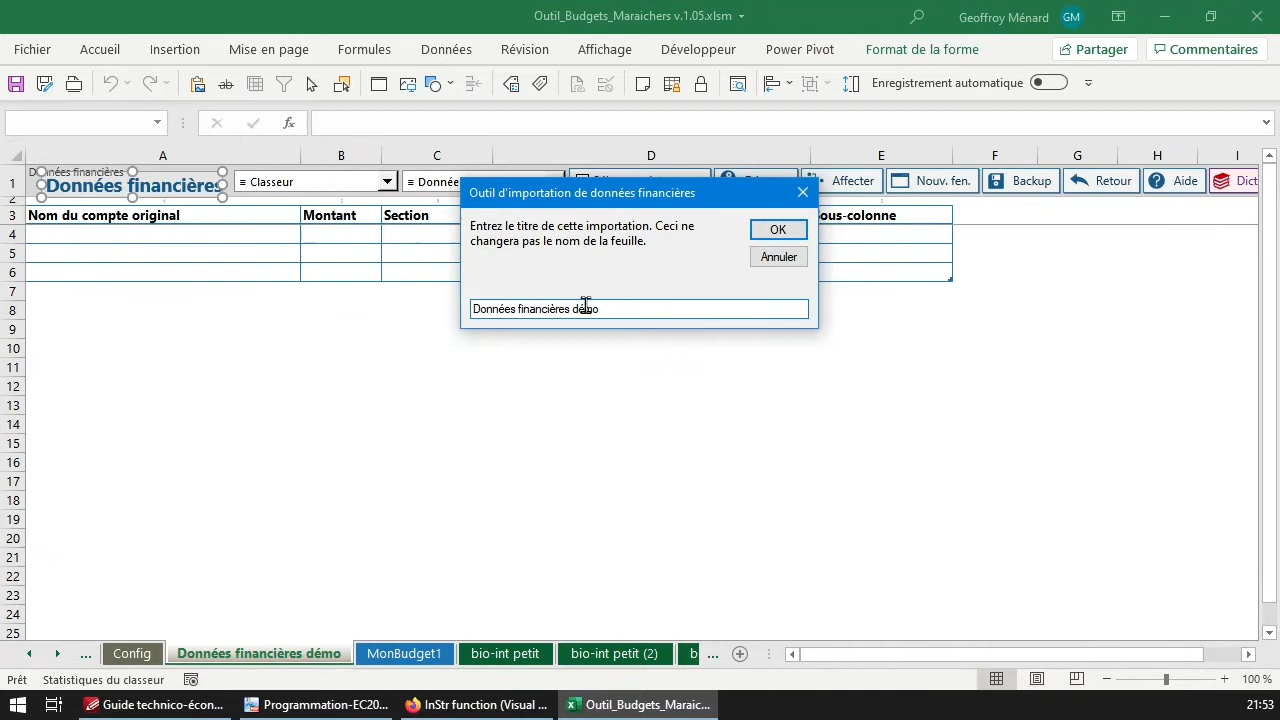 Outil_Budgets_Maraichers v.1.05.xlsm
Geoffroy Ménard GM
Fichier Accueil Insertion Mise en page Formules Données Révision Affichage Développeur Power Pivot Format de la forme Partager Commentaires
Enregistrement automatique
fx
A B C D E F G H I
Données financières
1 Données financières ≡ Classeur Affecter Nouv. fen. Backup Retour Aide Dict
2
3 Nom du compte original Montant Section
4
5
6
7
8
9
10
11
12
13
14
15
16
17
18
19
20
21
22
23
24
25
Outil d'importation de données financières
Entrez le titre de cette importation. Ceci ne
changera pas le nom de la feuille.
OK
Annuler
Données financières démo
... Config Données financières démo MonBudget1 bio-int petit bio-int petit (2) b ...
Prêt Statistiques du classeur 100 %
Guide technico-écon... Programmation-EC20... InStr function (Visual ... Outil_Budgets_Maraic... 21:53